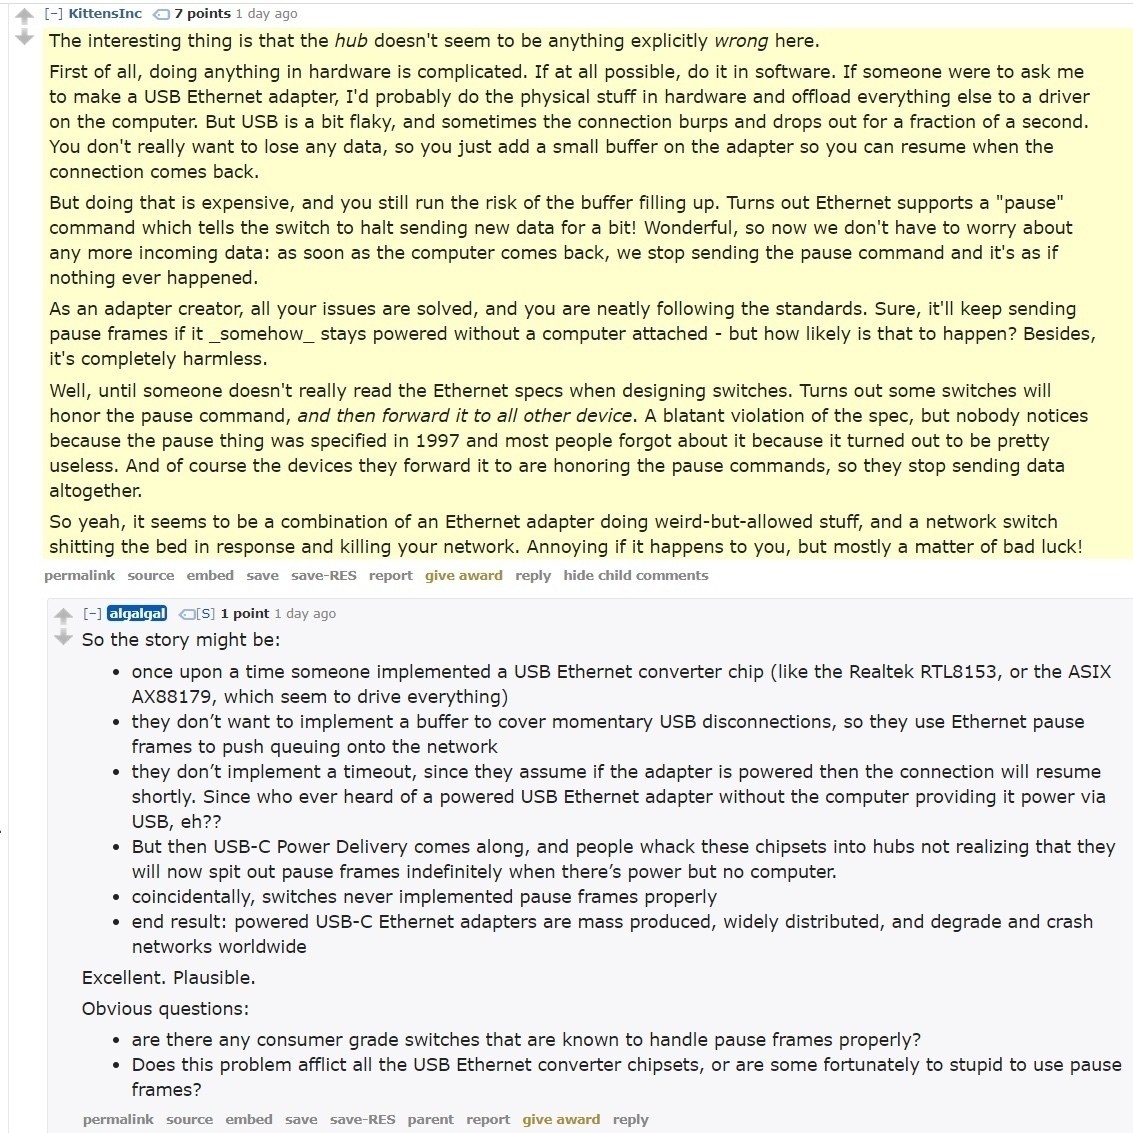 [-] KittensInc 7 points 1 day ago
The interesting thing is that the hub doesn't seem to be anything explicitly wrong here.
First of all, doing anything in hardware is complicated. If at all possible, do it in software. If someone were to ask me
to make a USB Ethernet adapter, I'd probably do the physical stuff in hardware and offload everything else to a driver
on the computer. But USB is a bit flaky, and sometimes the connection burps and drops out for a fraction of a second.
You don't really want to lose any data, so you just add a small buffer on the adapter so you can resume when the
connection comes back.
But doing that is expensive, and you still run the risk of the buffer filling up. Turns out Ethernet supports a "pause"
command which tells the switch to halt sending new data for a bit! Wonderful, so now we don't have to worry about
any more incoming data: as soon as the computer comes back, we stop sending the pause command and it's as if
nothing ever happened.
As an adapter creator, all your issues are solved, and you are neatly following the standards. Sure, it'll keep sending
pause frames if it _somehow_ stays powered without a computer attached - but how likely is that to happen? Besides,
it's completely harmless.
Well, until someone doesn't really read the Ethernet specs when designing switches. Turns out some switches will
honor the pause command, and then forward it to all other device. A blatant violation of the spec, but nobody notices
because the pause thing was specified in 1997 and most people forgot about it because it turned out to be pretty
useless. And of course the devices they forward it to are honoring the pause commands, so they stop sending data
altogether.
So yeah, it seems to be a combination of an Ethernet adapter doing weird-but-allowed stuff, and a network switch
shitting the bed in response and killing your network. Annoying if it happens to you, but mostly a matter of bad luck!
permalink source embed save save-RES report give award reply hide child comments
[-] algalgal [S] 1 point 1 day ago
So the story might be:
• once upon a time someone implemented a USB Ethernet converter chip (like the Realtek RTL8153, or the ASIX
AX88179, which seem to drive everything)
• they don’t want to implement a buffer to cover momentary USB disconnections, so they use Ethernet pause
frames to push queuing onto the network
• they don’t implement a timeout, since they assume if the adapter is powered then the connection will resume
shortly. Since who ever heard of a powered USB Ethernet adapter without the computer providing it power via
USB, eh??
• But then USB-C Power Delivery comes along, and people whack these chipsets into hubs not realizing that they
will now spit out pause frames indefinitely when there’s power but no computer.
• coincidentally, switches never implemented pause frames properly
• end result: powered USB-C Ethernet adapters are mass produced, widely distributed, and degrade and crash
networks worldwide
Excellent. Plausible.
Obvious questions:
• are there any consumer grade switches that are known to handle pause frames properly?
• Does this problem afflict all the USB Ethernet converter chipsets, or are some fortunately to stupid to use pause
frames?
permalink source embed save save-RES parent report give award reply